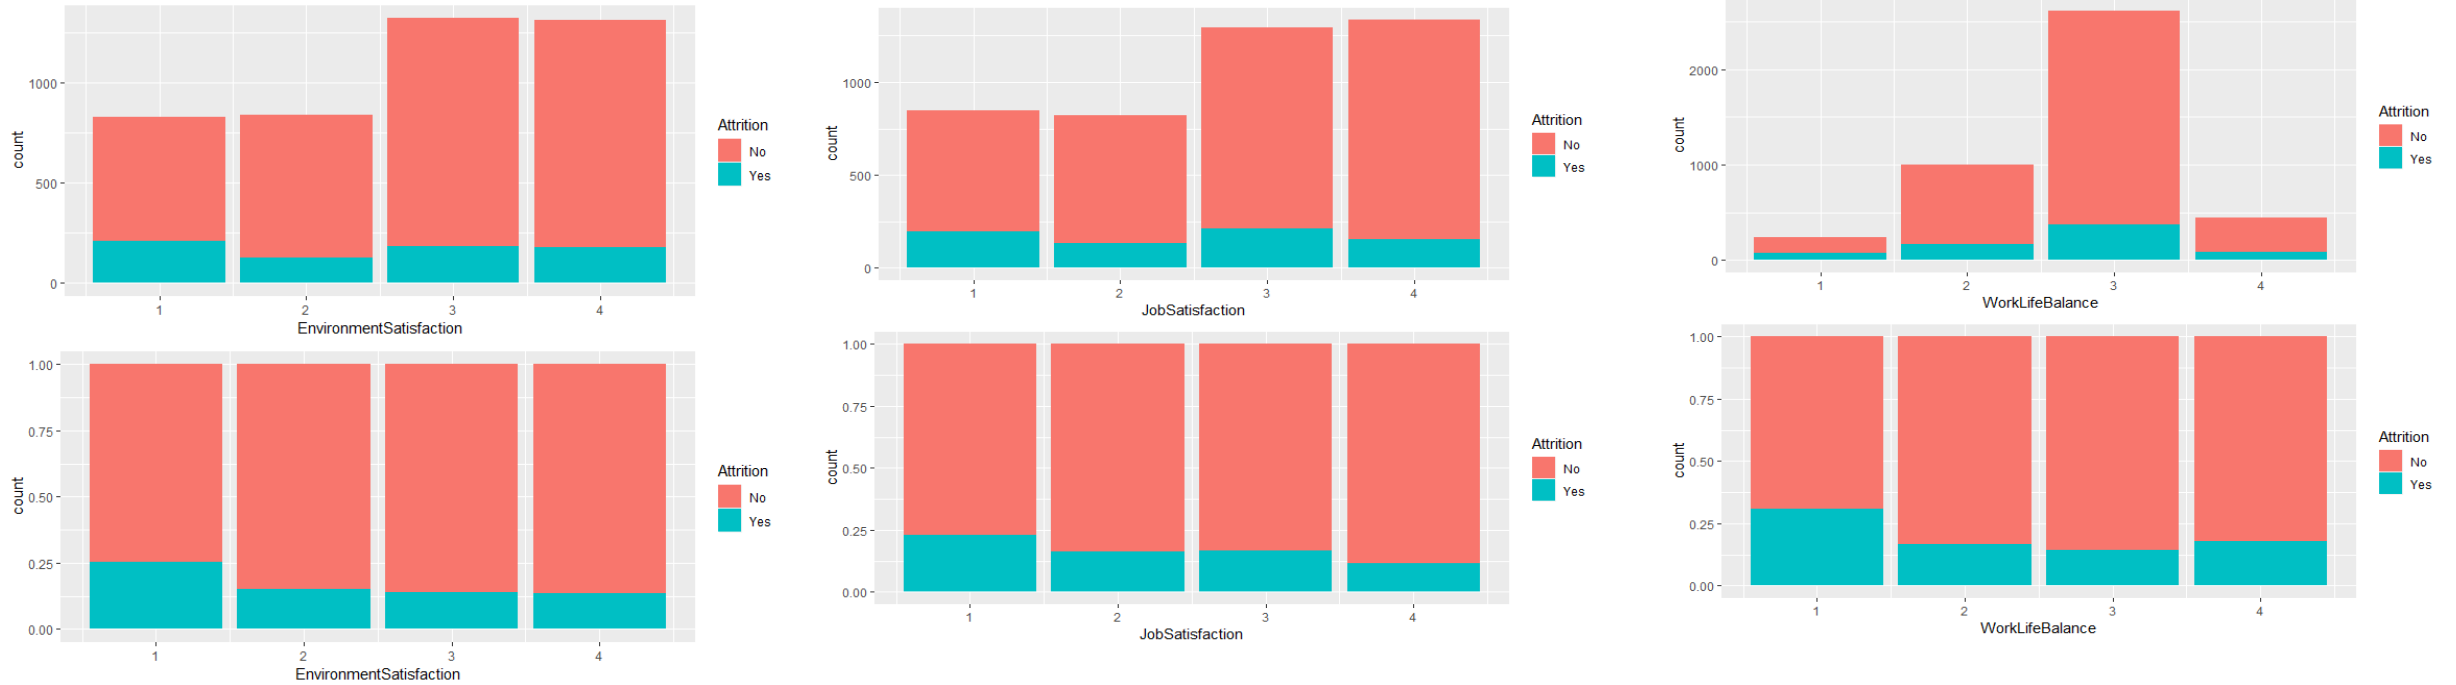 1000
500
0
count
1
2
3
4
EnvironmentSatisfaction
Attrition
No
Yes
1000
500
0
count
1
2
3
4
JobSatisfaction
Attrition
No
Yes
2000
1000
0
count
1
2
3
4
WorkLifeBalance
Attrition
No
Yes
1.00
0.75
0.50
0.25
0.00
count
1
2
3
4
EnvironmentSatisfaction
Attrition
No
Yes
1.00
0.75
0.50
0.25
0.00
count
1
2
3
4
JobSatisfaction
Attrition
No
Yes
1.00
0.75
0.50
0.25
0.00
count
1
2
3
4
WorkLifeBalance
Attrition
No
Yes